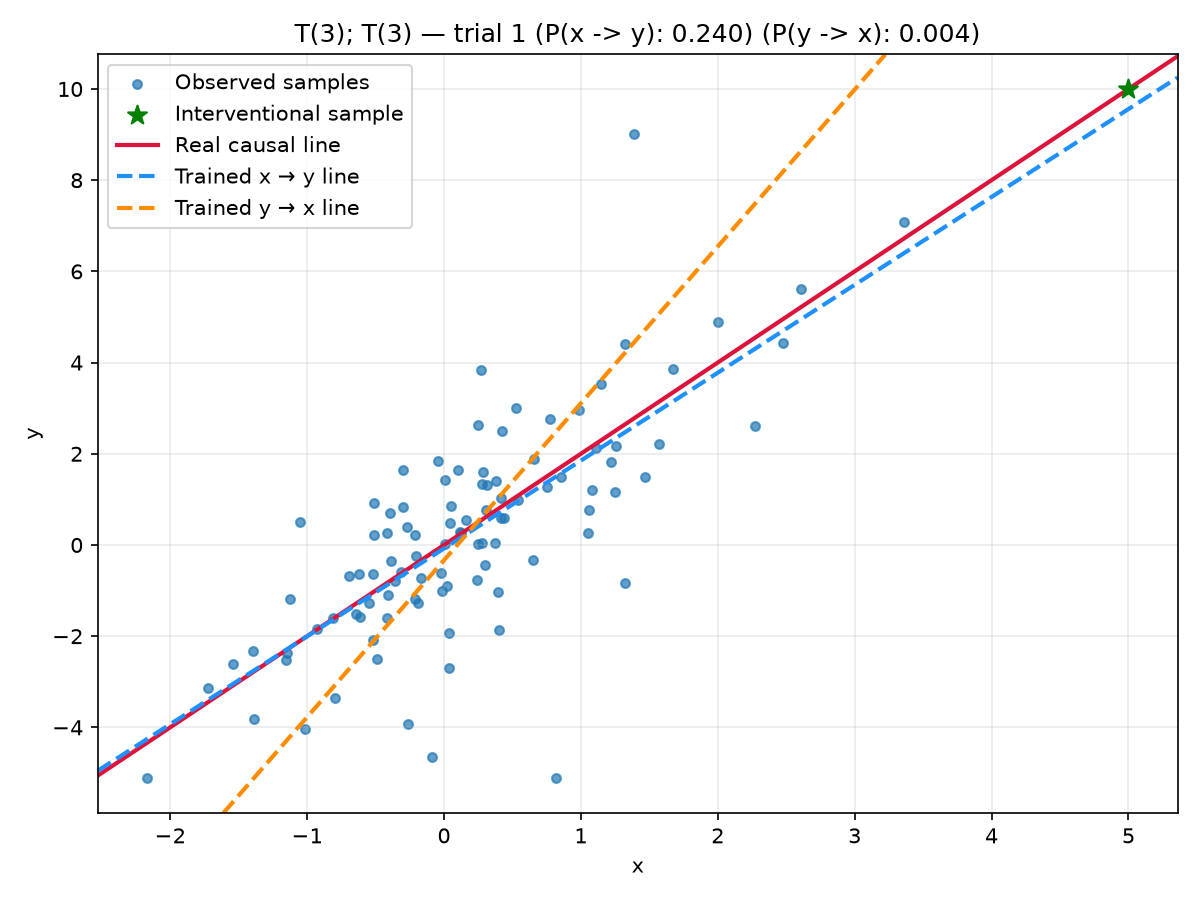 T(3); T(3) — trial 1 (P(x -> y): 0.240) (P(y -> x): 0.004)
Observed samples
Interventional sample
Real causal line
Trained x → y line
Trained y → x line
10
8
6
4
2
0
−2
−4
y
−2
−1
0
1
2
3
4
5
x